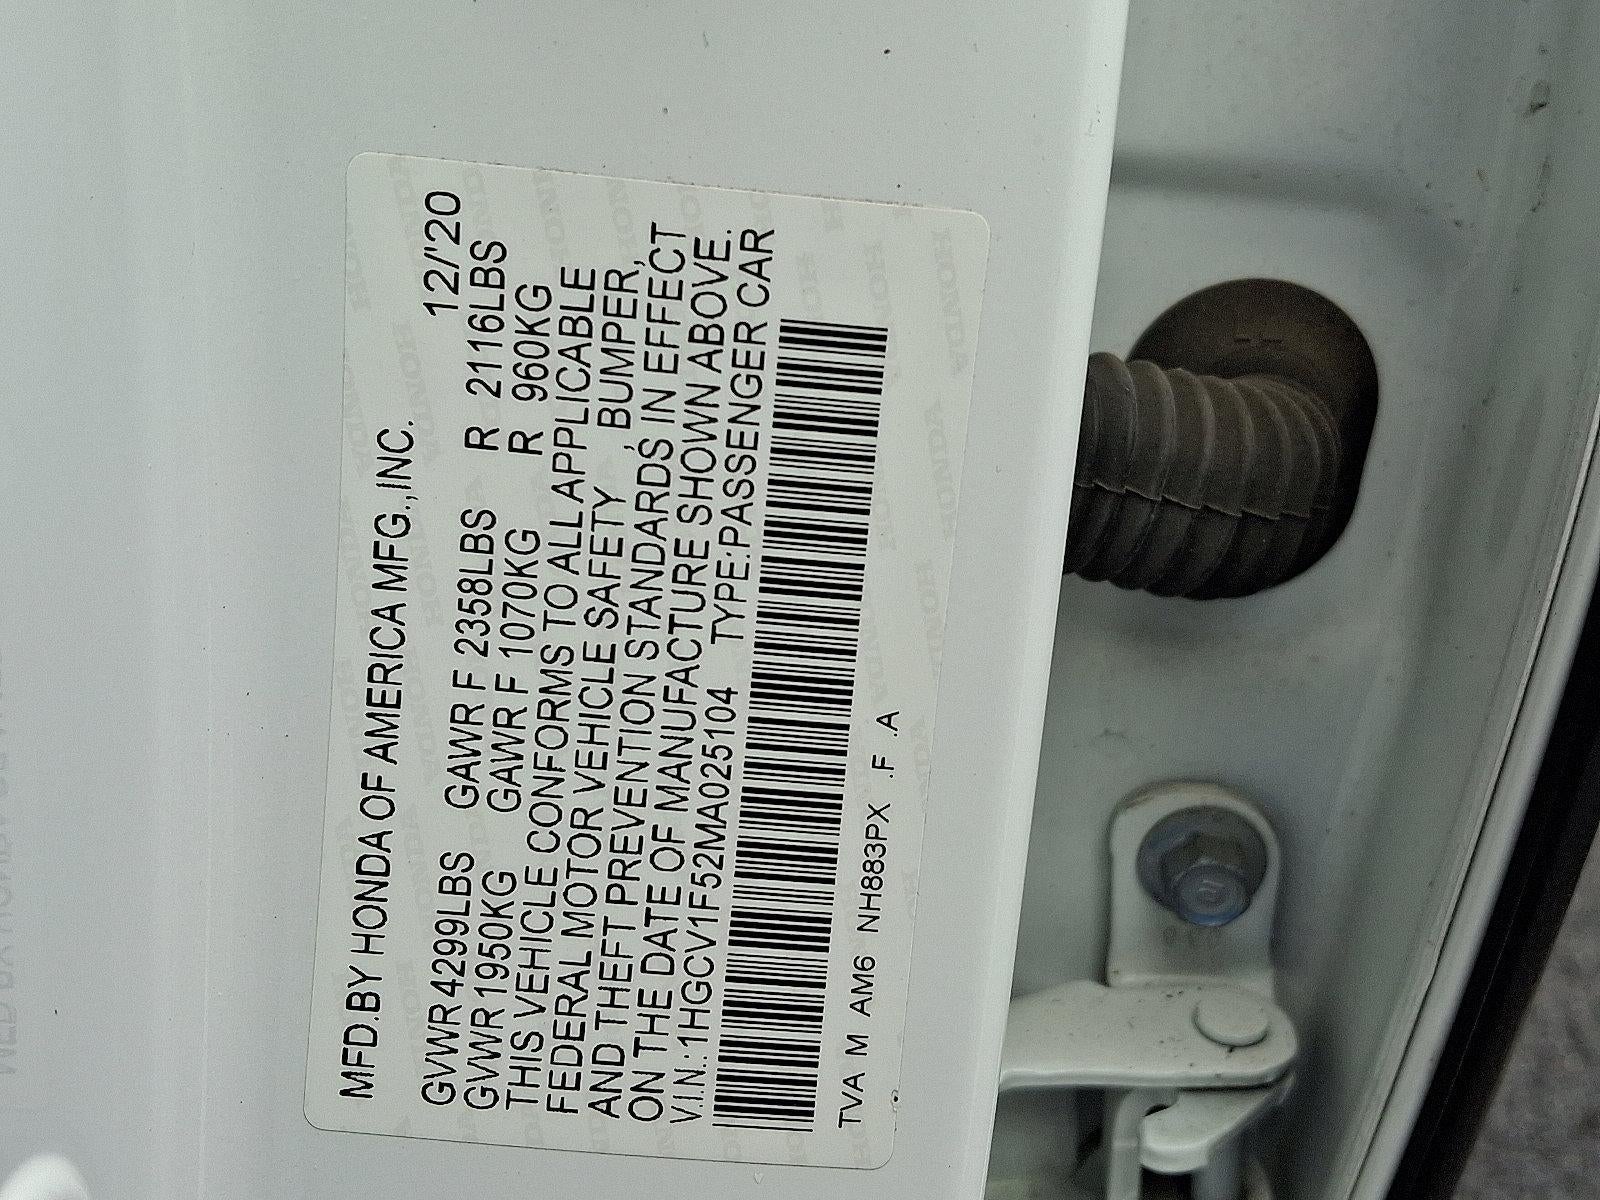 MFD.BY HONDA OF AMERICA MFG.,INC. 12/'20
GVWR 4299LBS GAWR F 2358LBS R 2116LBS
GVWR 1950KG GAWR F 1070KG R 960KG
THIS VEHICLE CONFORMS TO ALL APPLICABLE
FEDERAL MOTOR VEHICLE SAFETY , BUMPER,
AND THEFT PREVENTION STANDARDS IN EFFECT
ON THE DATE OF MANUFACTURE SHOWN ABOVE.
V.I.N.:1HGCV1F52MA025104 TYPE:PASSENGER CAR
TVA M AM6 NH883PX .F .A